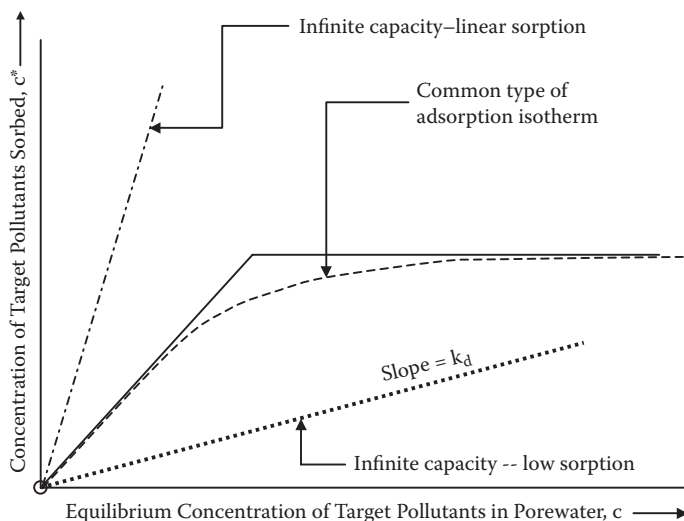 Infinite capacity–linear sorption
Common type of
adsorption isotherm
Concentration of Target Pollutants Sorbed, c*
Slope = k_d
Infinite capacity -- low sorption
Equilibrium Concentration of Target Pollutants in Porewater, c